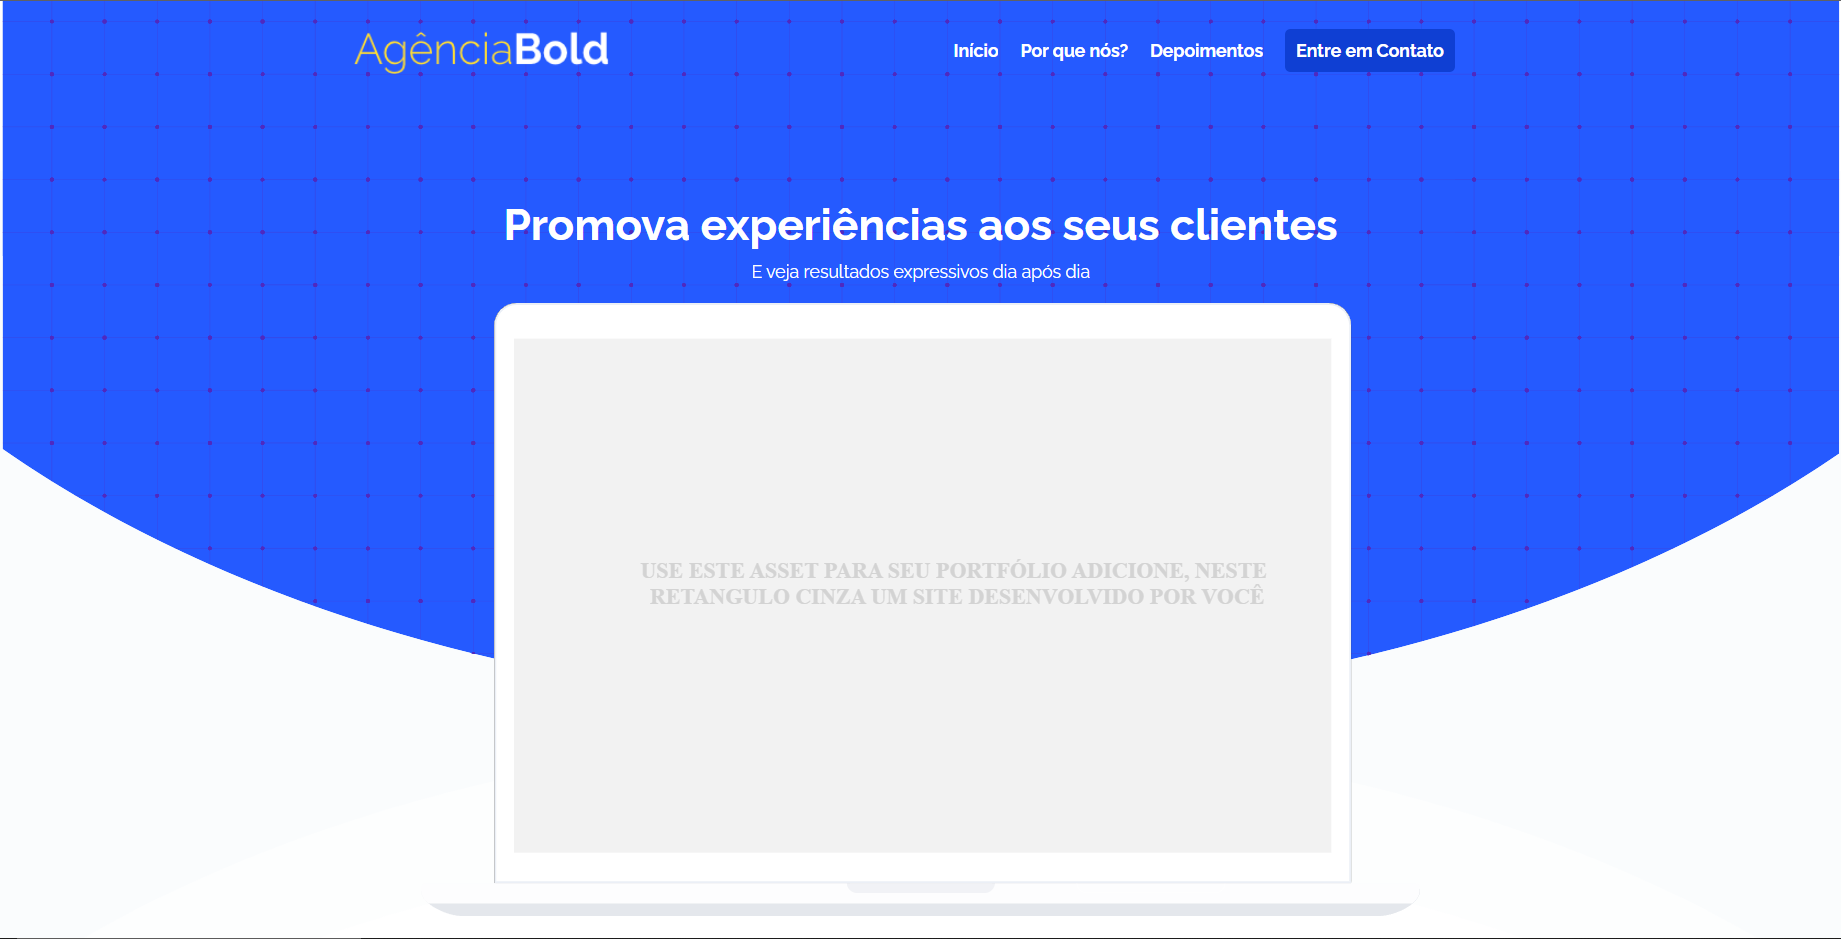 AgênciaBold
Início Por que nós? Depoimentos Entre em Contato
Promova experiências aos seus clientes
E veja resultados expressivos dia após dia
USE ESTE ASSET PARA SEU PORTFÓLIO ADICIONE, NESTE
RETANGULO CINZA UM SITE DESENVOLVIDO POR VOCÊ